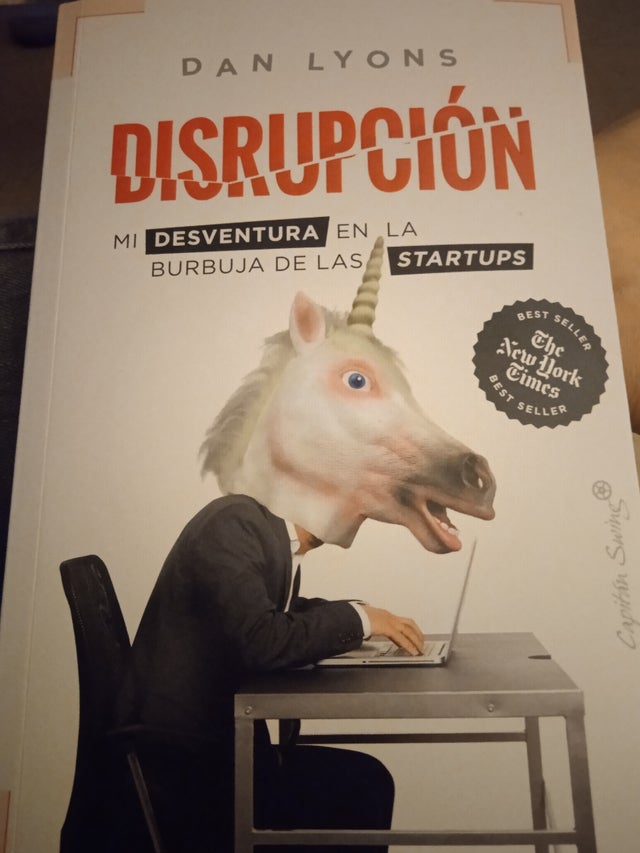 DAN LYONS
DISRUPCIÓN
MI DESVENTURA EN LA
BURBUJA DE LAS STARTUPS
BEST SELLER
The
New York
Times
BEST SELLER
Capitán Swing